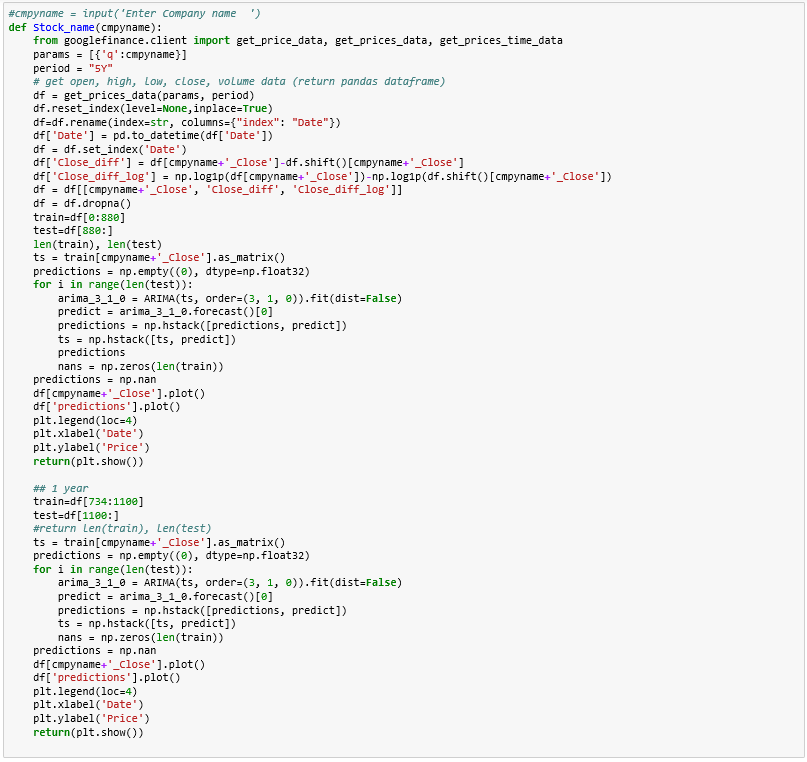 #cmpyname = input('Enter Company name  ')
def Stock_name(cmpyname):
    from googlefinance.client import get_price_data, get_prices_data, get_prices_time_data
    params = [{'q':cmpyname}]
    period = "5Y"
    # get open, high, low, close, volume data (return pandas dataframe)
    df = get_prices_data(params, period)
    df.reset_index(level=None,inplace=True)
    df=df.rename(index=str, columns={"index": "Date"})
    df['Date'] = pd.to_datetime(df['Date'])
    df = df.set_index('Date')
    df['Close_diff'] = df[cmpyname+'_Close']-df.shift()[cmpyname+'_Close']
    df['Close_diff_log'] = np.log1p(df[cmpyname+'_Close'])-np.log1p(df.shift()[cmpyname+'_Close'])
    df = df[[cmpyname+'_Close', 'Close_diff', 'Close_diff_log']]
    df = df.dropna()
    train=df[0:880]
    test=df[880:]
    len(train), len(test)
    ts = train[cmpyname+'_Close'].as_matrix()
    predictions = np.empty((0), dtype=np.float32)
    for i in range(len(test)):
        arima_3_1_0 = ARIMA(ts, order=(3, 1, 0)).fit(dist=False)
        predict = arima_3_1_0.forecast()[0]
        predictions = np.hstack([predictions, predict])
        ts = np.hstack([ts, predict])
        predictions
        nans = np.zeros(len(train))
    predictions = np.nan
    df[cmpyname+'_Close'].plot()
    df['predictions'].plot()
    plt.legend(loc=4)
    plt.xlabel('Date')
    plt.ylabel('Price')
    return(plt.show())
    ## 1 year
    train=df[734:1100]
    test=df[1100:]
    #return len(train), len(test)
    ts = train[cmpyname+'_Close'].as_matrix()
    predictions = np.empty((0), dtype=np.float32)
    for i in range(len(test)):
        arima_3_1_0 = ARIMA(ts, order=(3, 1, 0)).fit(dist=False)
        predict = arima_3_1_0.forecast()[0]
        predictions = np.hstack([predictions, predict])
        ts = np.hstack([ts, predict])
        nans = np.zeros(len(train))
    predictions = np.nan
    df[cmpyname+'_Close'].plot()
    df['predictions'].plot()
    plt.legend(loc=4)
    plt.xlabel('Date')
    plt.ylabel('Price')
    return(plt.show())